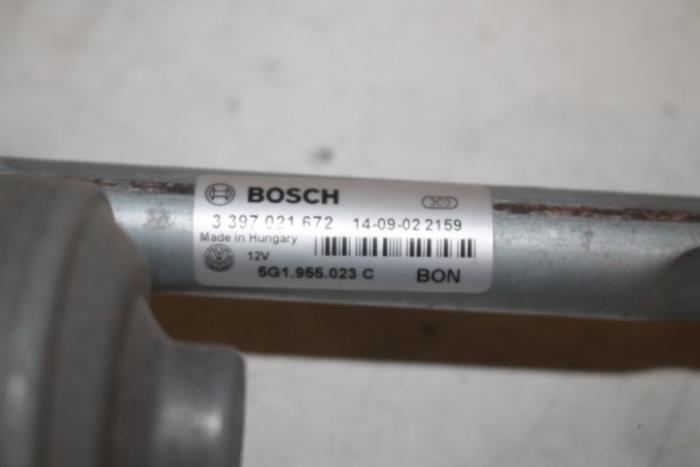 BOSCH
3 397 021 672 14-09-02 2159
Made in Hungary
12V
5G1.955.023 C BON